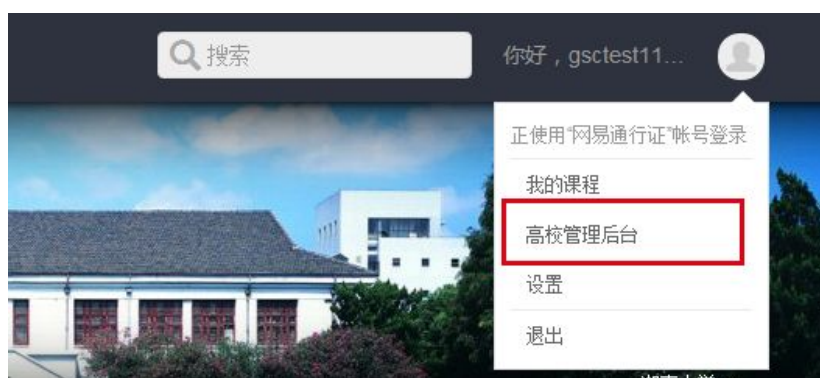 搜索
你好，gsctest11...
正使用“网易通行证”帐号登录
我的课程
高校管理后台
设置
退出